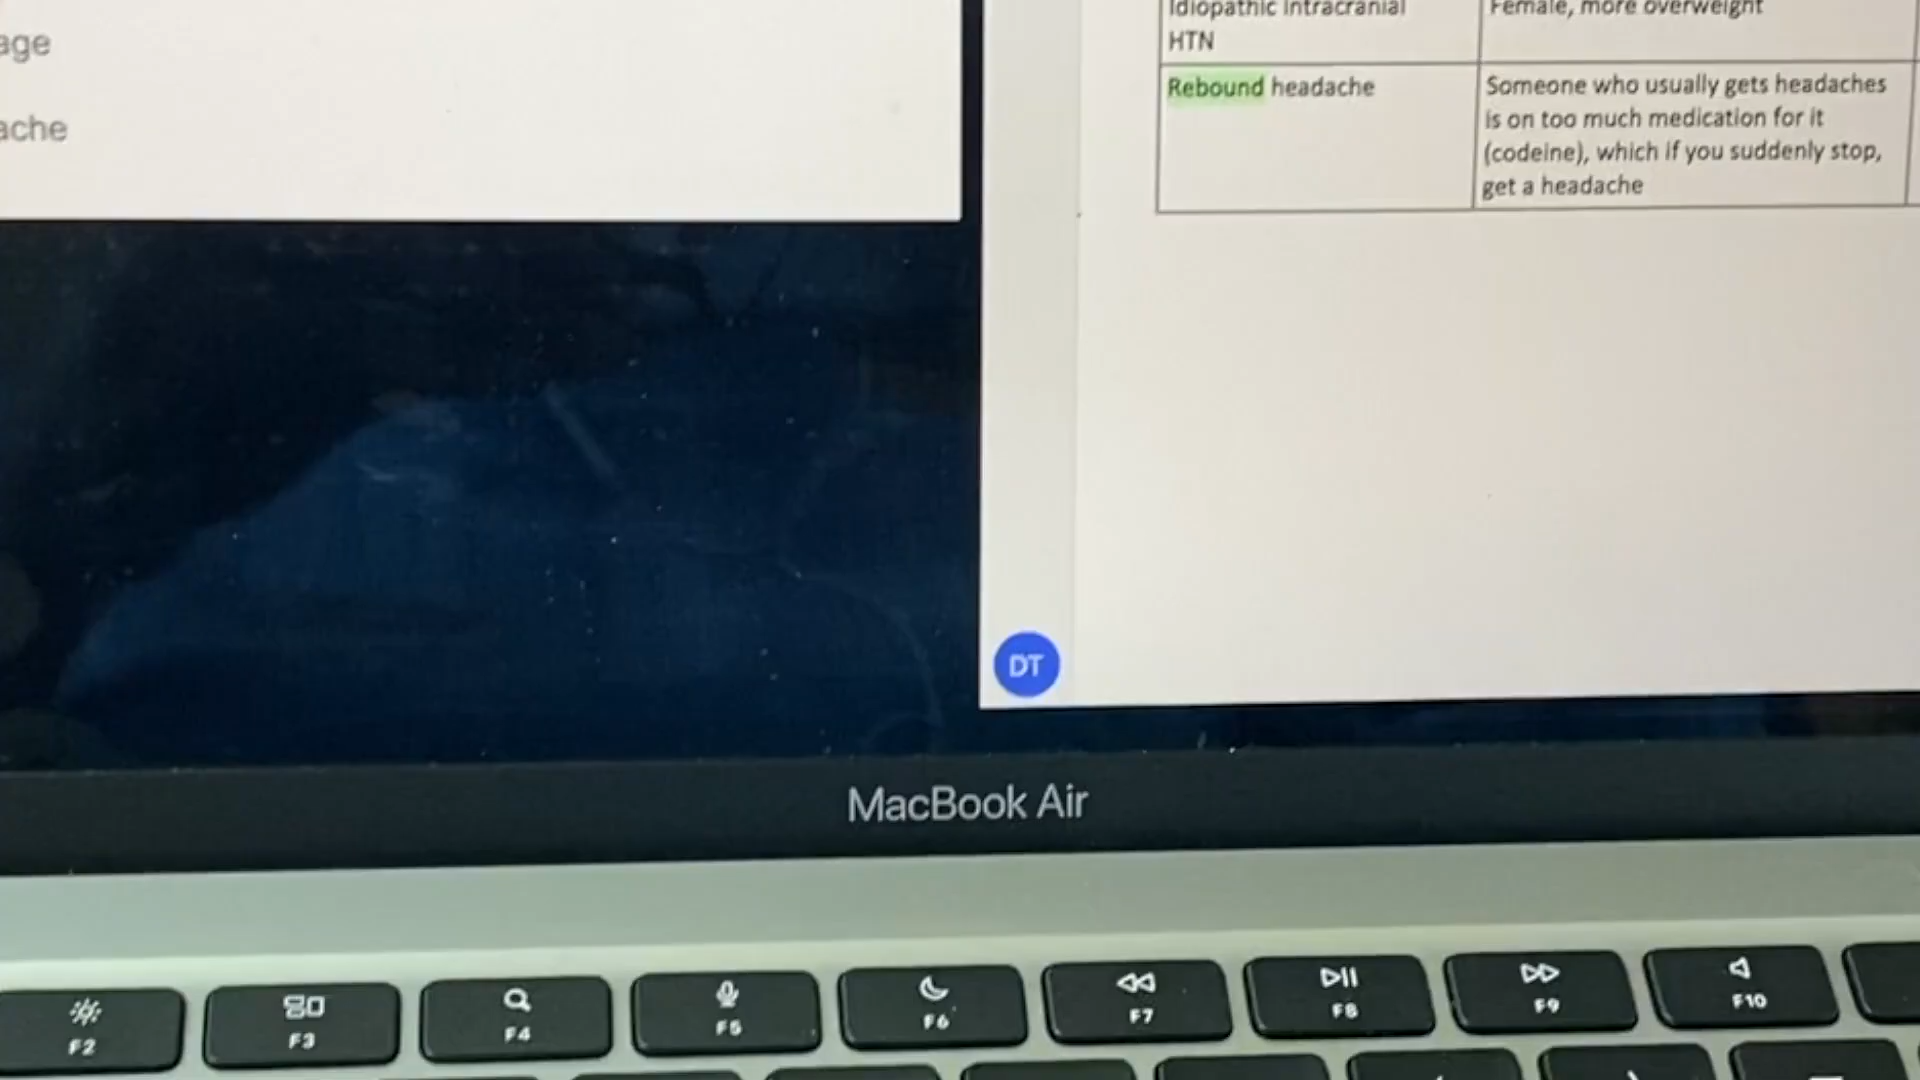 age
ache
Idiopathic Intracranial
HTN
Female, more overweight
Rebound headache
Someone who usually gets headaches
is on too much medication for it
(codeine), which if you suddenly stop,
get a headache
DT
MacBook Air
F2
F3
F4
F5
F6
F7
F8
F9
F10